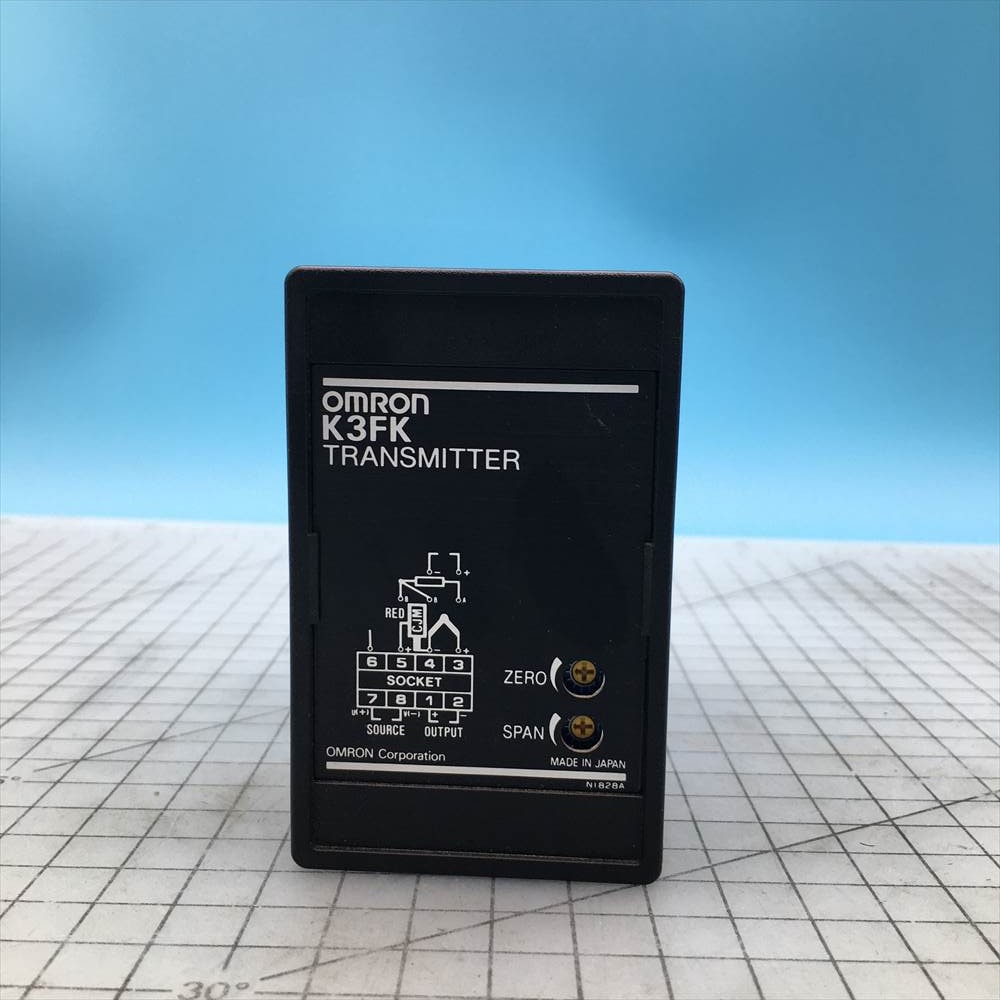 OMRON
K3FK
TRANSMITTER
- +
B B A
RED CJM
+ - +
6 5 4 3
SOCKET
7 8 1 2
U(+) V(-) + -
SOURCE OUTPUT
ZERO
SPAN
OMRON Corporation
MADE IN JAPAN
N1828A
30°